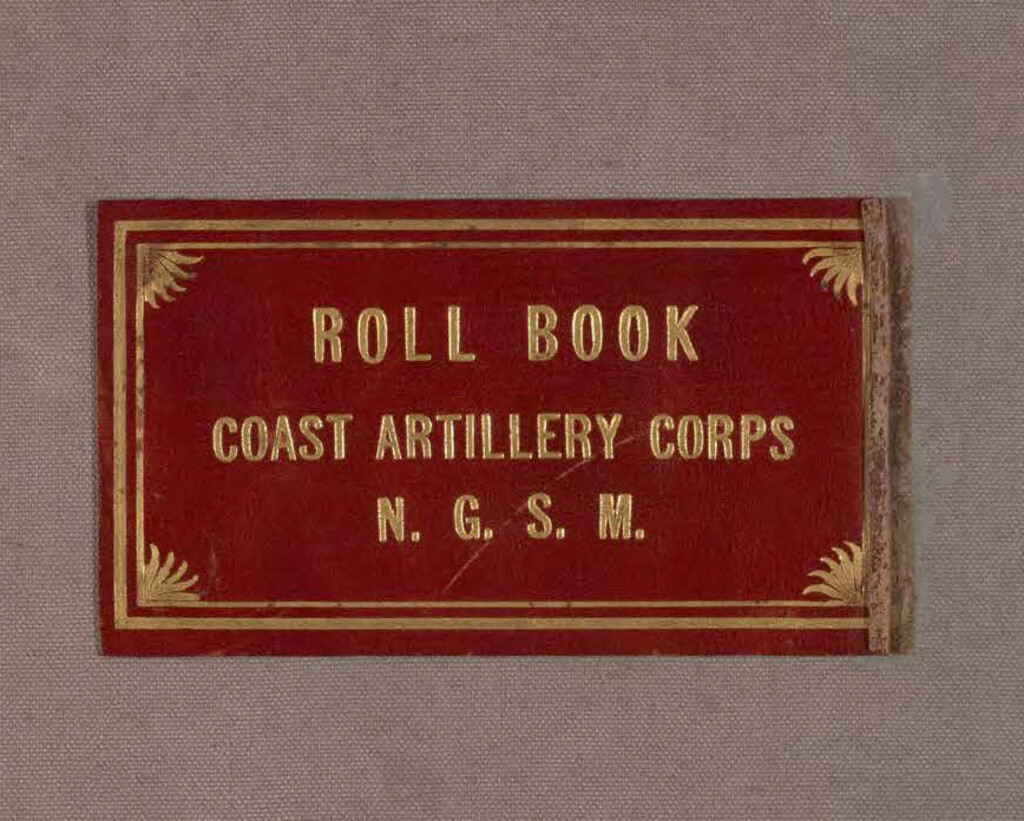 ROLL BOOK
COAST ARTILLERY CORPS
N. G. S. M.